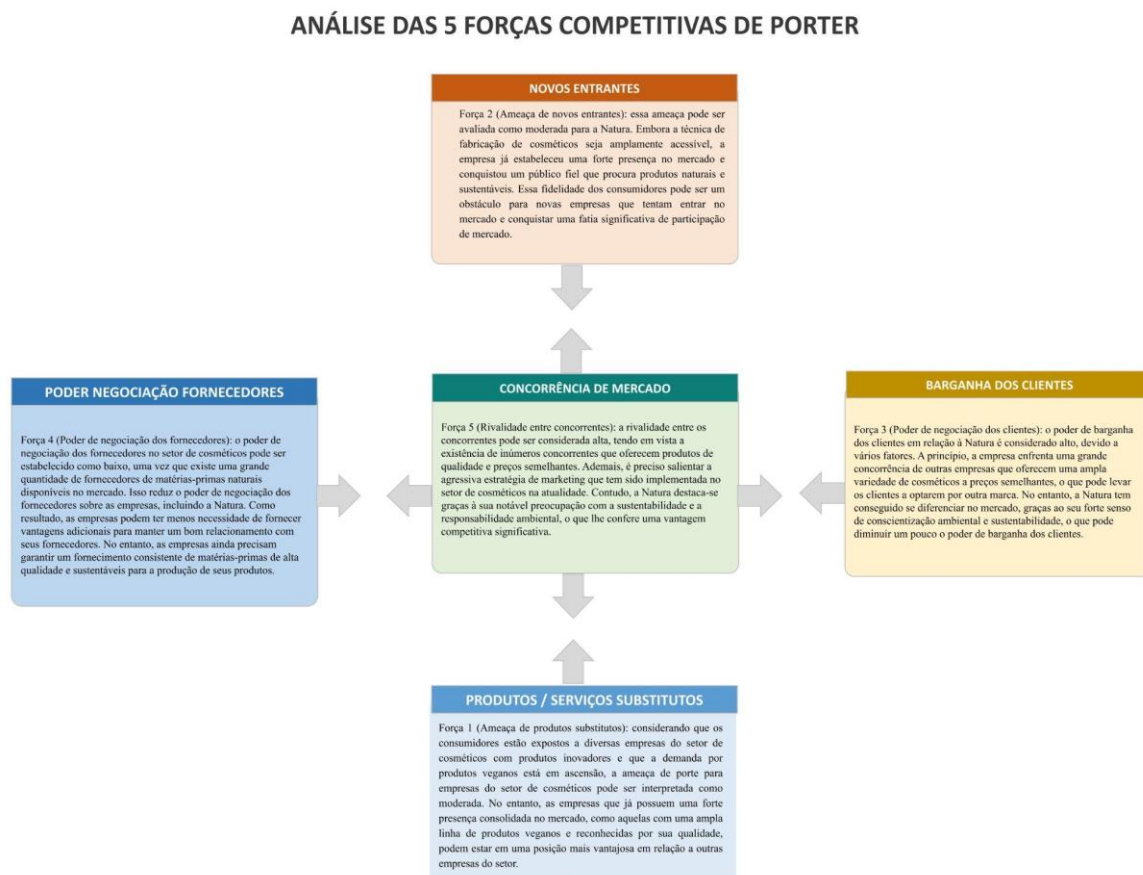 ANÁLISE DAS 5 FORÇAS COMPETITIVAS DE PORTER
NOVOS ENTRANTES
Força 2 (Ameaça de novos entrantes): essa ameaça pode ser
avaliada como moderada para a Natura. Embora a técnica de
fabricação de cosméticos seja amplamente acessível, a
empresa já estabeleceu uma forte presença no mercado e
conquistou um público fiel que procura produtos naturais e
sustentáveis. Essa fidelidade dos consumidores pode ser um
obstáculo para novas empresas que tentam entrar no
mercado e conquistar uma fatia significativa de participação
de mercado.
PODER NEGOCIAÇÃO FORNECEDORES
Força 4 (Poder de negociação dos fornecedores): o poder de
negociação dos fornecedores no setor de cosméticos pode ser
estabelecido como baixo, uma vez que existe uma grande
quantidade de fornecedores de matérias-primas naturais
disponíveis no mercado. Isso reduz o poder de negociação dos
fornecedores sobre as empresas, incluindo a Natura. Como
resultado, as empresas podem ter menos necessidade de fornecer
vantagens adicionais para manter um bom relacionamento com
seus fornecedores. No entanto, as empresas ainda precisam
garantir um fornecimento consistente de matérias-primas de alta
qualidade e sustentáveis para a produção de seus produtos.
CONCORRÊNCIA DE MERCADO
Força 5 (Rivalidade entre concorrentes): a rivalidade entre os
concorrentes pode ser considerada alta, tendo em vista a
existência de inúmeros concorrentes que oferecem produtos de
qualidade e preços semelhantes. Ademais, é preciso salientar a
agressiva estratégia de marketing que tem sido implementada no
setor de cosméticos na atualidade. Contudo, a Natura destaca-se
graças à sua notável preocupação com a sustentabilidade e a
responsabilidade ambiental, o que lhe confere uma vantagem
competitiva significativa.
BARGANHA DOS CLIENTES
Força 3 (Poder de negociação dos clientes): o poder de barganha
dos clientes em relação à Natura é considerado alto, devido a
vários fatores. A princípio, a empresa enfrenta uma grande
concorrência de outras empresas que oferecem uma ampla
variedade de cosméticos a preços semelhantes, o que pode levar
os clientes a optarem por outra marca. No entanto, a Natura tem
conseguido se diferenciar no mercado, graças ao seu forte senso
de conscientização ambiental e sustentabilidade, o que pode
diminuir um pouco o poder de barganha dos clientes.
PRODUTOS / SERVIÇOS SUBSTITUTOS
Força 1 (Ameaça de produtos substitutos): considerando que os
consumidores estão expostos a diversas empresas do setor de
cosméticos com produtos inovadores e que a demanda por
produtos veganos está em ascensão, a ameaça de porte para
empresas do setor de cosméticos pode ser interpretada como
moderada. No entanto, as empresas que já possuem uma forte
presença consolidada no mercado, como aquelas com uma ampla
linha de produtos veganos e reconhecidas por sua qualidade,
podem estar em uma posição mais vantajosa em relação a outras
empresas do setor.